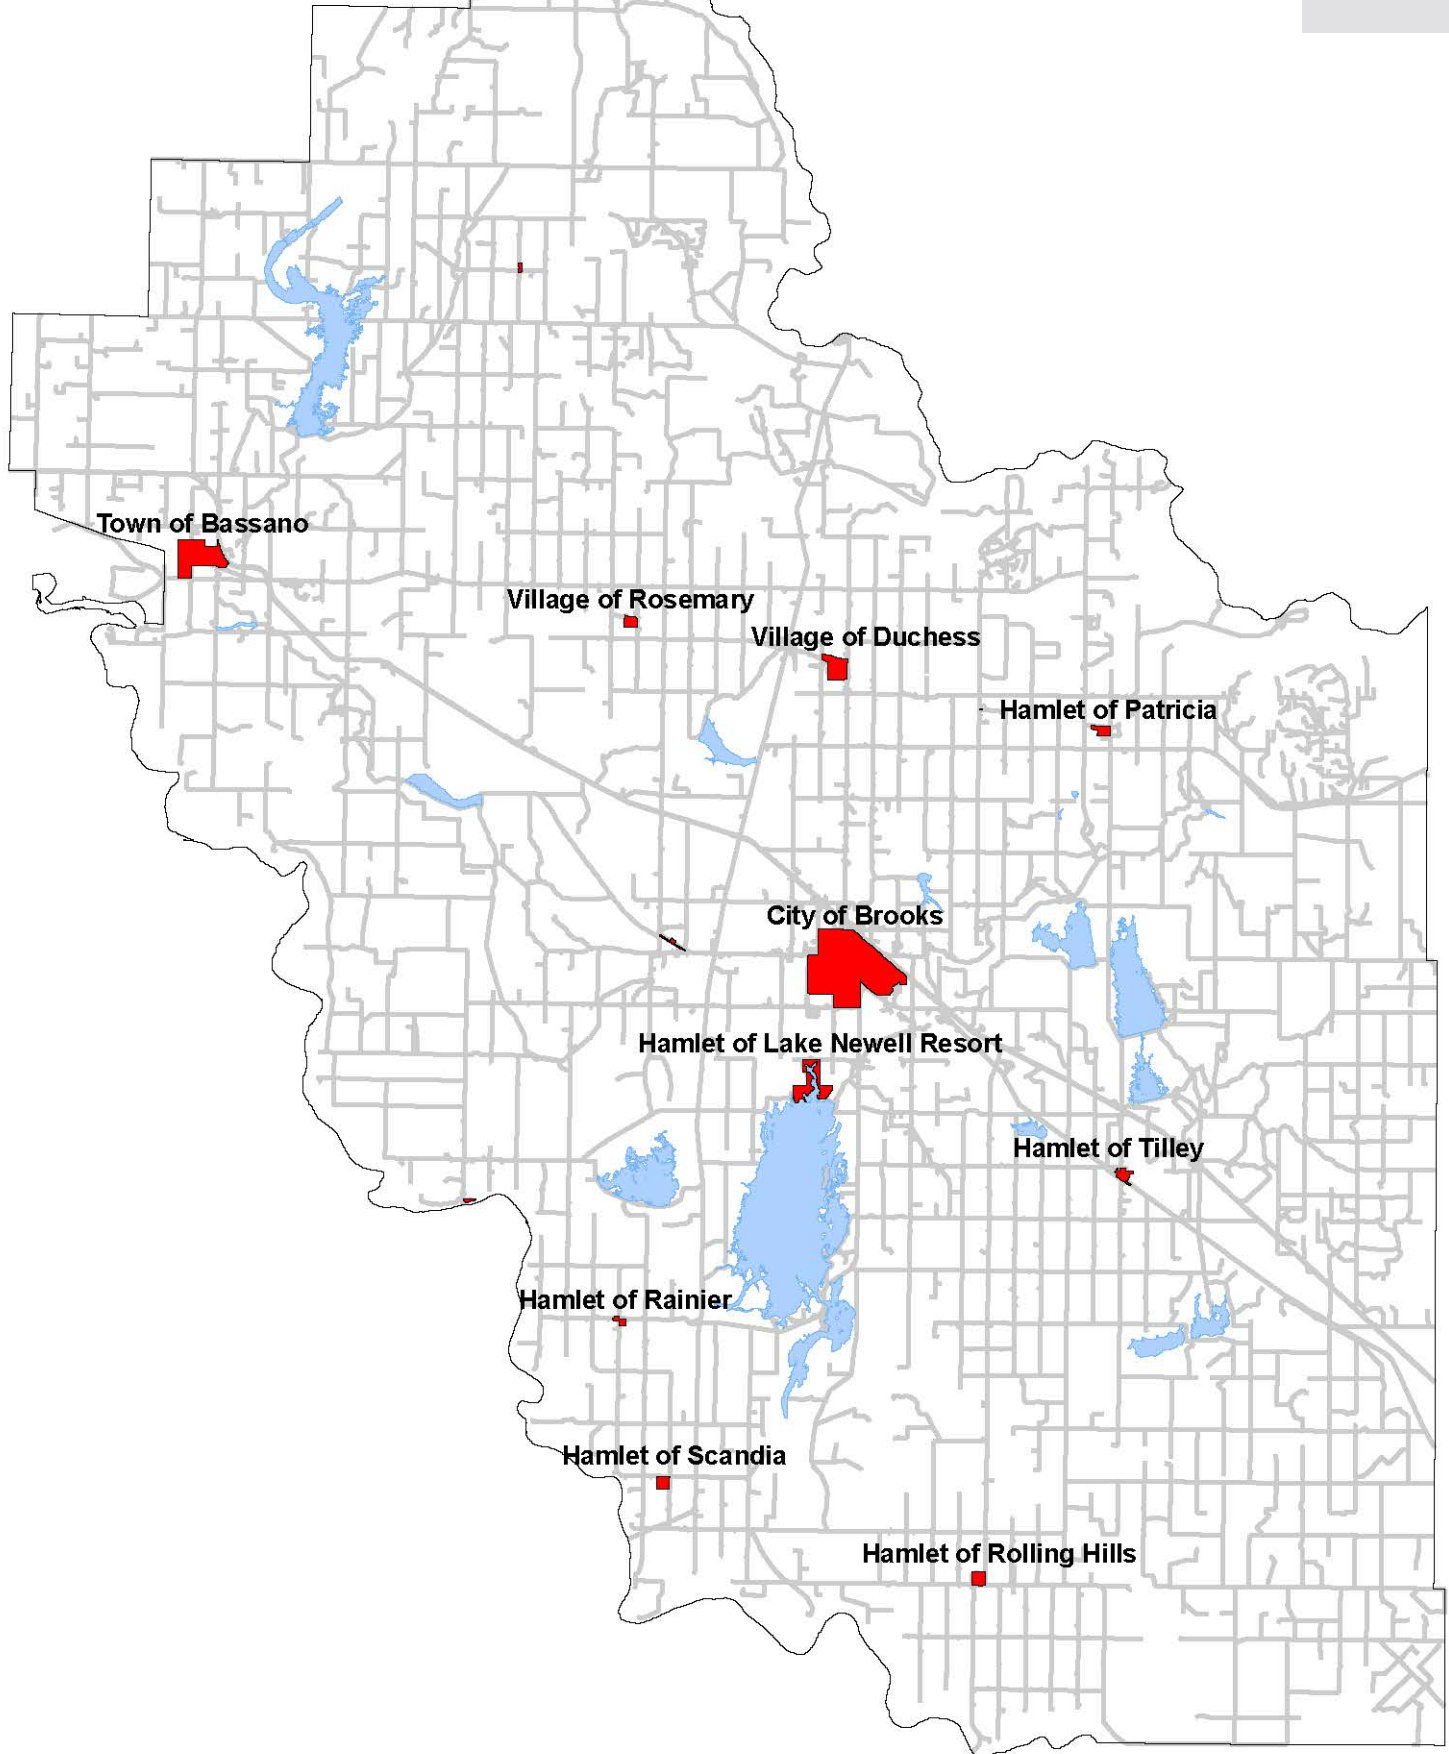 Town of Bassano
Village of Rosemary
Village of Duchess
Hamlet of Patricia
City of Brooks
Hamlet of Lake Newell Resort
Hamlet of Tilley
Hamlet of Rainier
Hamlet of Scandia
Hamlet of Rolling Hills